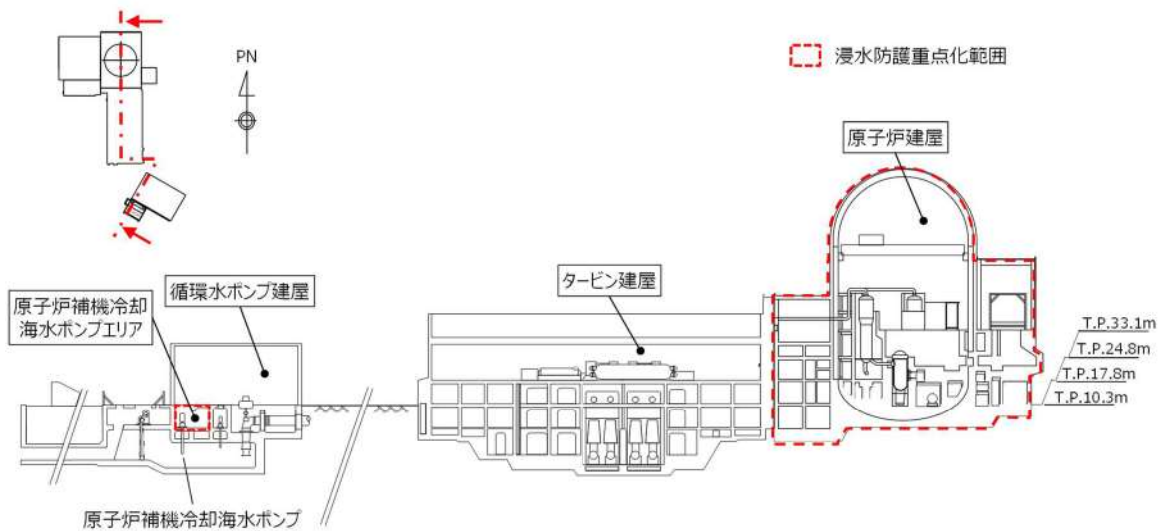 PN
浸水防護重点化範囲
原子炉建屋
原子炉補機冷却
海水ポンプエリア
循環水ポンプ建屋
タービン建屋
T.P.33.1m
T.P.24.8m
T.P.17.8m
T.P.10.3m
原子炉補機冷却海水ポンプ